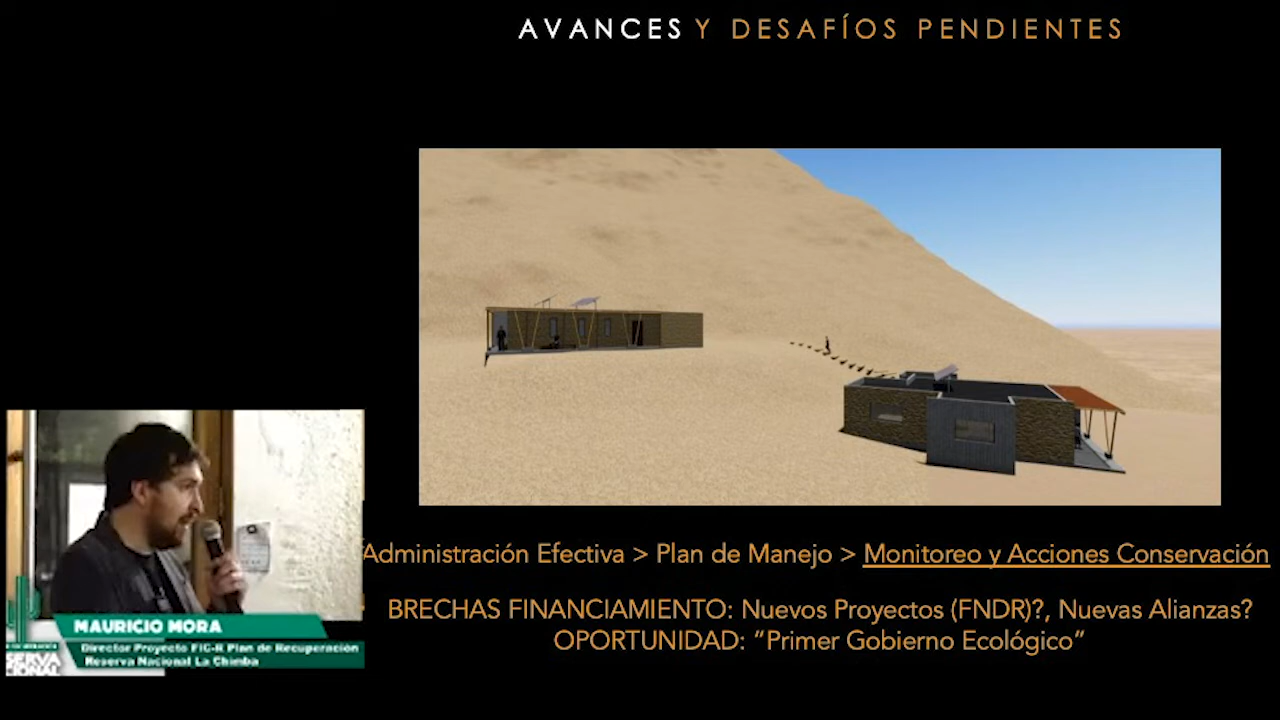 AVANCES Y DESAFÍOS PENDIENTES
Administración Efectiva > Plan de Manejo > Monitoreo y Acciones Conservación
BRECHAS FINANCIAMIENTO: Nuevos Proyectos (FNDR)?, Nuevas Alianzas?
OPORTUNIDAD: “Primer Gobierno Ecológico”
MAURICIO MORA
Director Proyecto FIC-R Plan de Recuperación
Reserva Nacional La Chimba